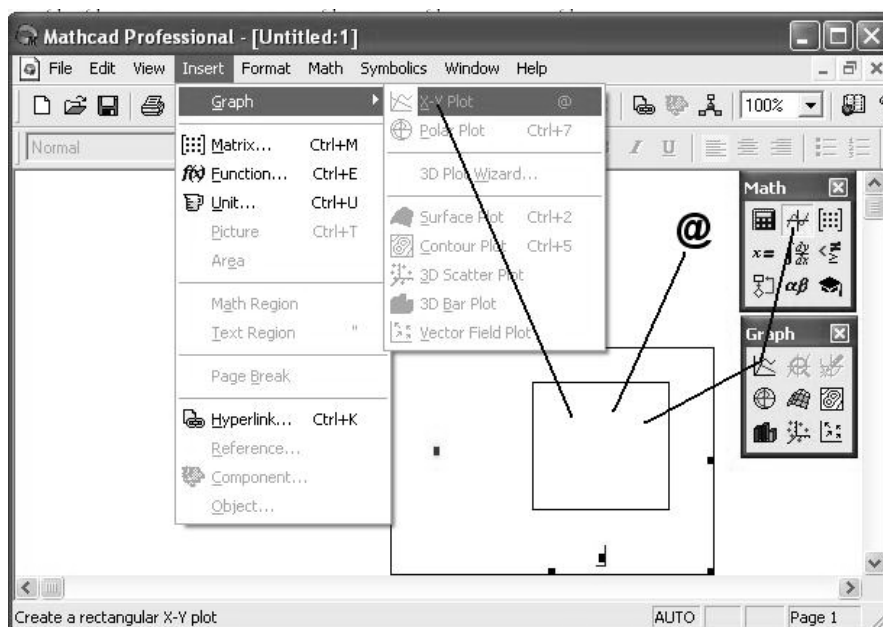 Mathcad Professional - [Untitled:1]
File Edit View Insert Format Math Symbolics Window Help
Normal
100%
I U
Graph
Matrix... Ctrl+M
Function... Ctrl+E
Unit... Ctrl+U
Picture Ctrl+T
Area
Math Region
Text Region "
Page Break
Hyperlink... Ctrl+K
Reference...
Component...
Object...
X-Y Plot @
Polar Plot Ctrl+7
3D Plot Wizard...
Surface Plot Ctrl+2
Contour Plot Ctrl+5
3D Scatter Plot
3D Bar Plot
Vector Field Plot
@
Math
x=
αβ
Graph
Create a rectangular X-Y plot
AUTO
Page 1